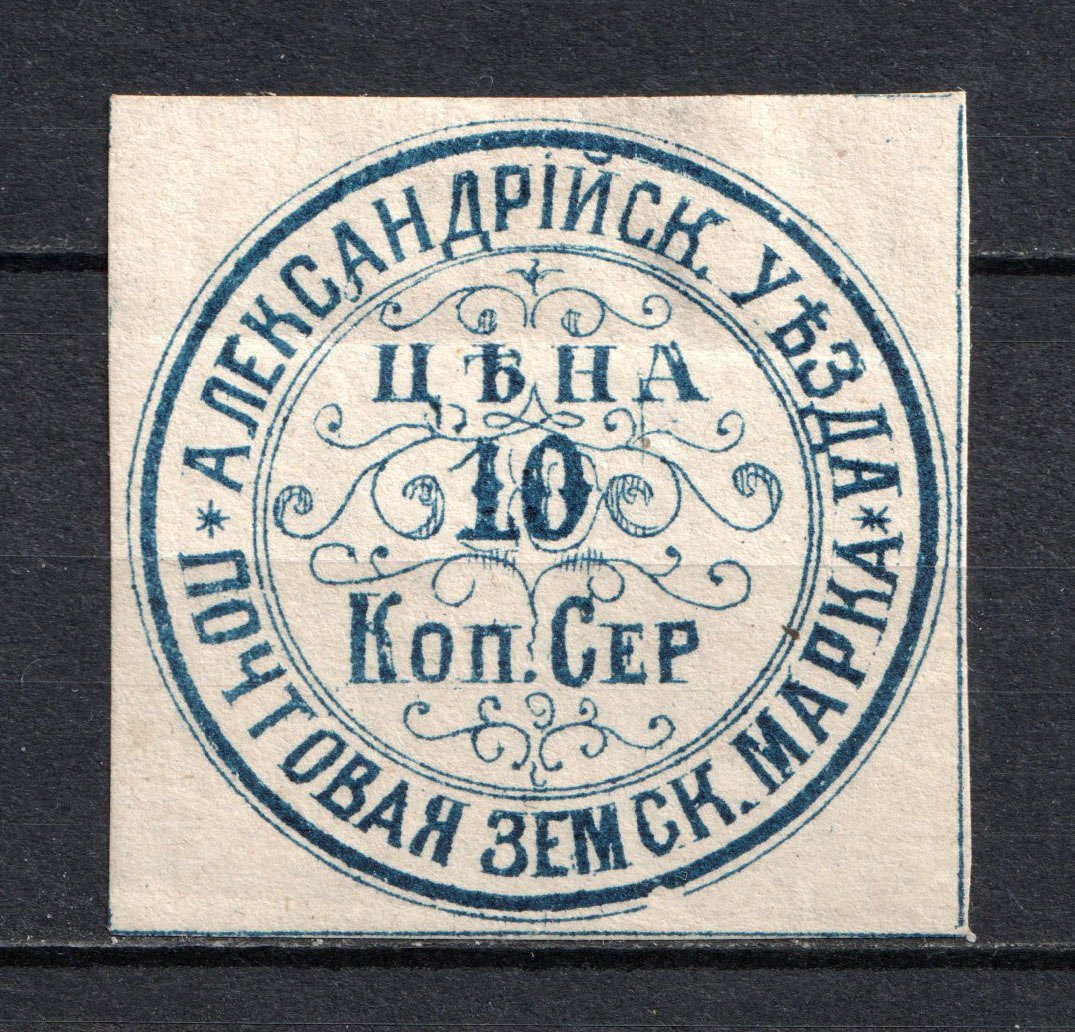 АЛЕКСАНДРІЙСК. УѢЗДА
ЦѢНА
10
КОП. СЕР
* ПОЧТОВАЯ ЗЕМСК. МАРКА *